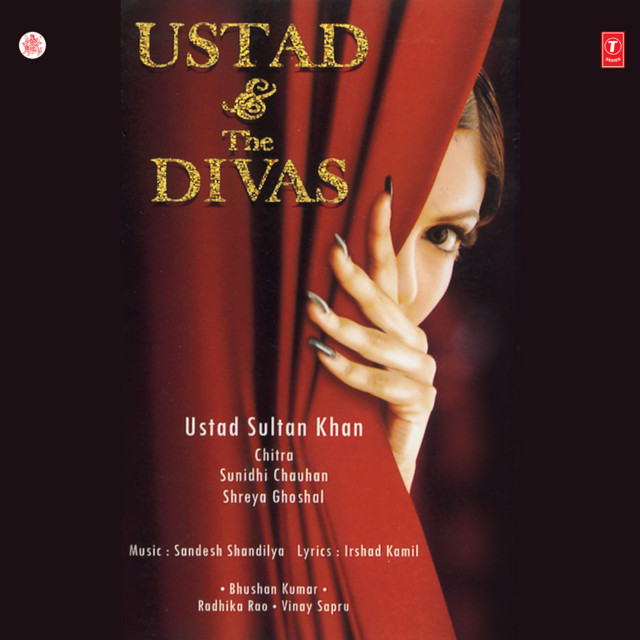 USTAD
&
The
DIVAS
T
SERIES
Ustad Sultan Khan
Chitra
Sunidhi Chauhan
Shreya Ghoshal
Music : Sandesh Shandilya Lyrics : Irshad Kamil
• Bhushan Kumar •
Radhika Rao • Vinay Sapru